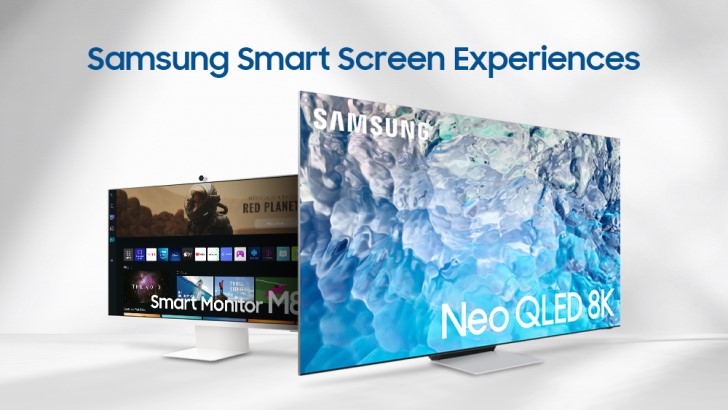 Samsung Smart Screen Experiences
SAMSUNG
RED PLANET
Smart Monitor M8
Neo QLED 8K